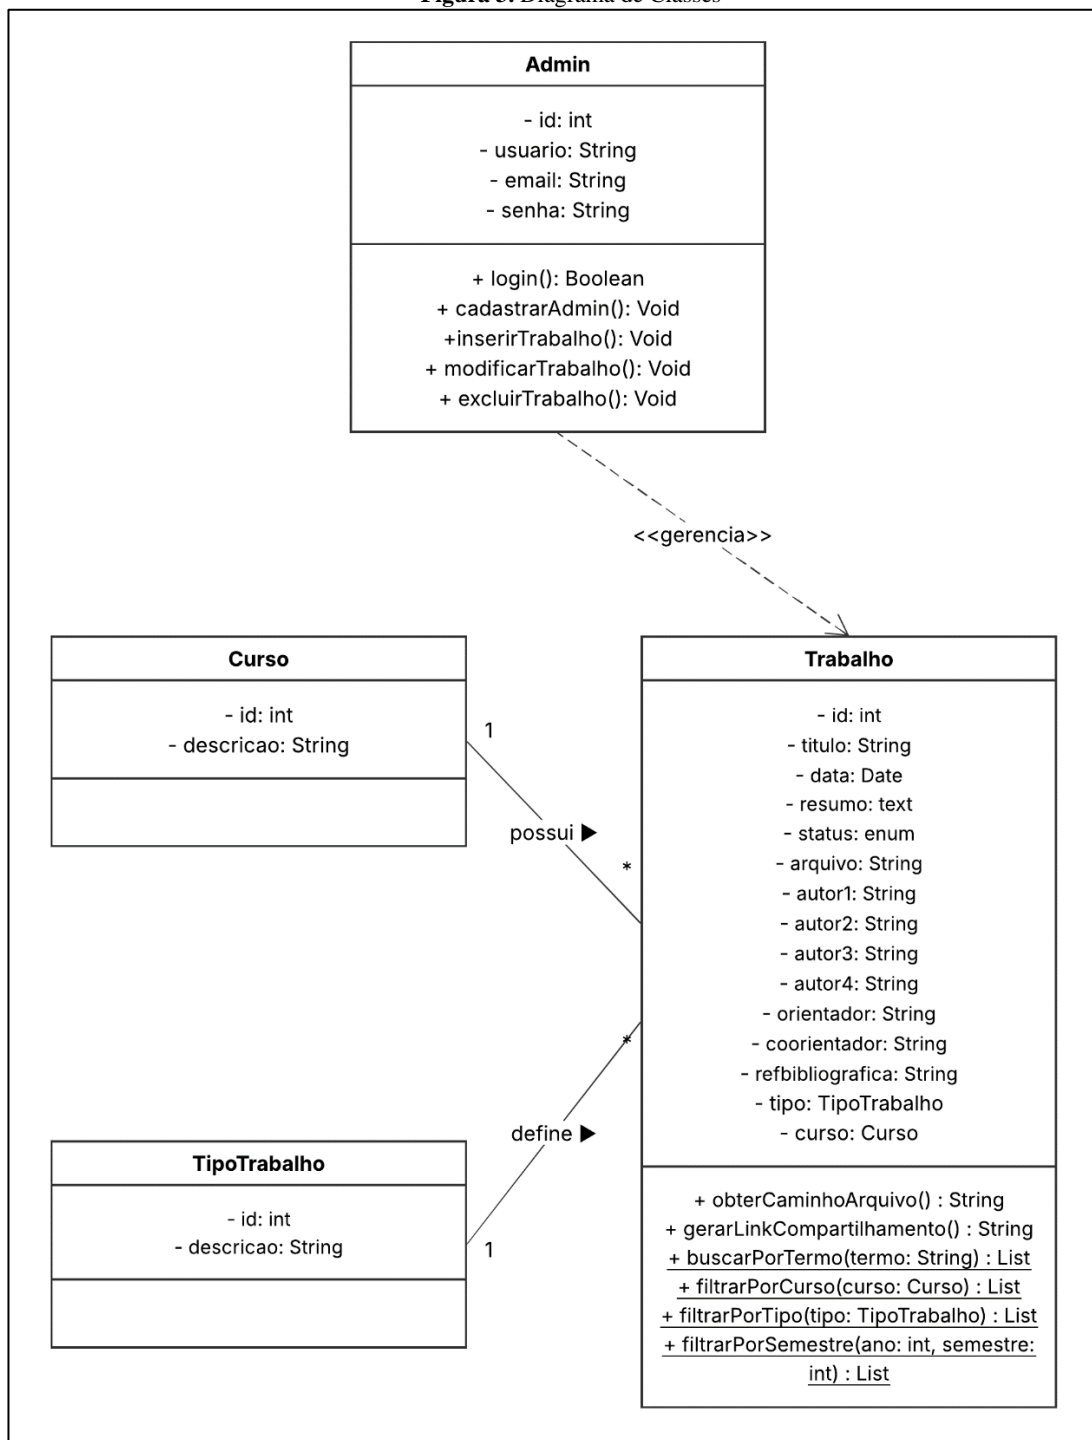 Figura 3. Diagrama de Classes
Admin
- id: int
- usuario: String
- email: String
- senha: String
+ login(): Boolean
+ cadastrarAdmin(): Void
+inserirTrabalho(): Void
+ modificarTrabalho(): Void
+ excluirTrabalho(): Void
<<gerencia>>
Curso
- id: int
- descricao: String
1
possui ▶
*
Trabalho
- id: int
- titulo: String
- data: Date
- resumo: text
- status: enum
- arquivo: String
- autor1: String
- autor2: String
- autor3: String
- autor4: String
- orientador: String
- coorientador: String
- refbibliografica: String
- tipo: TipoTrabalho
- curso: Curso
+ obterCaminhoArquivo() : String
+ gerarLinkCompartilhamento() : String
+ buscarPorTermo(termo: String) : List
+ filtrarPorCurso(curso: Curso) : List
+ filtrarPorTipo(tipo: TipoTrabalho) : List
+ filtrarPorSemestre(ano: int, semestre:
int) : List
*
define ▶
1
TipoTrabalho
- id: int
- descricao: String